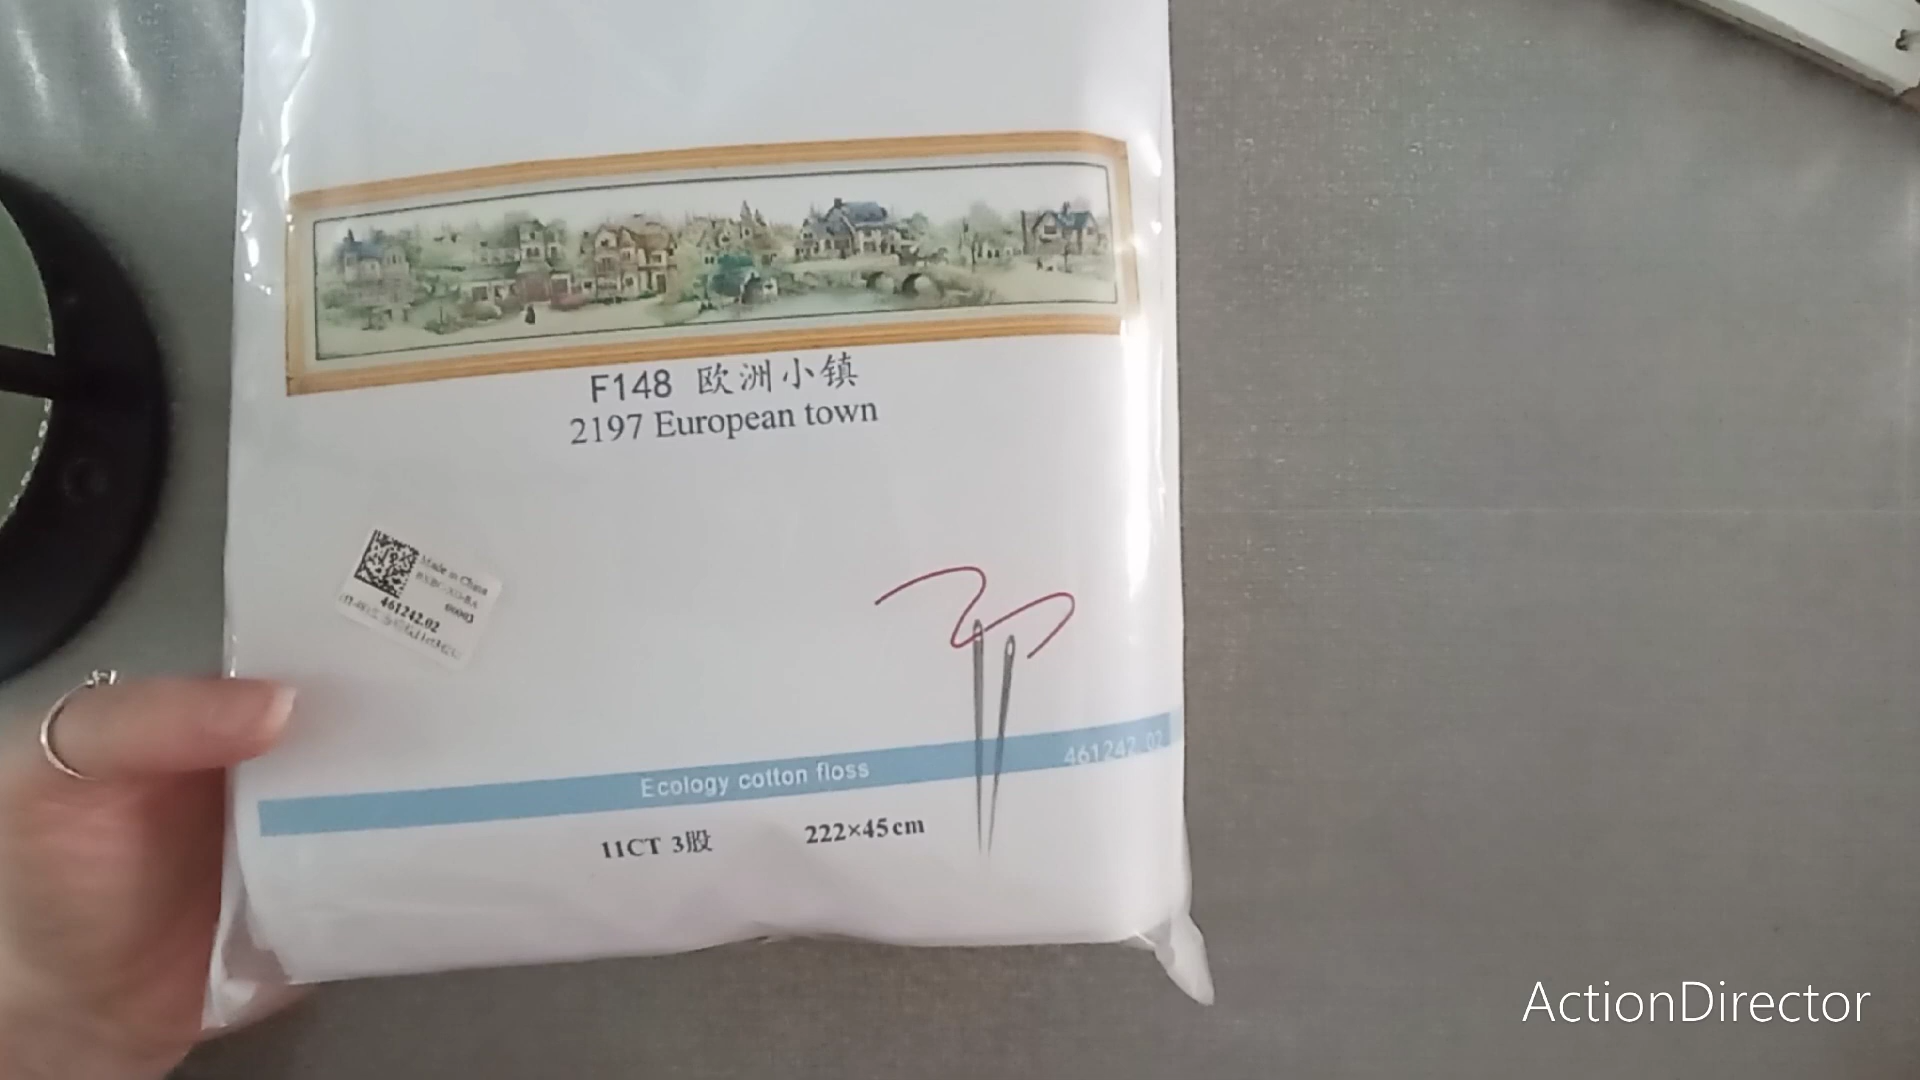 F148 欧洲小镇
2197 European town
Made in China
461242.02
Ecology cotton floss
461242.02
11CT 3股
222×45cm
ActionDirector